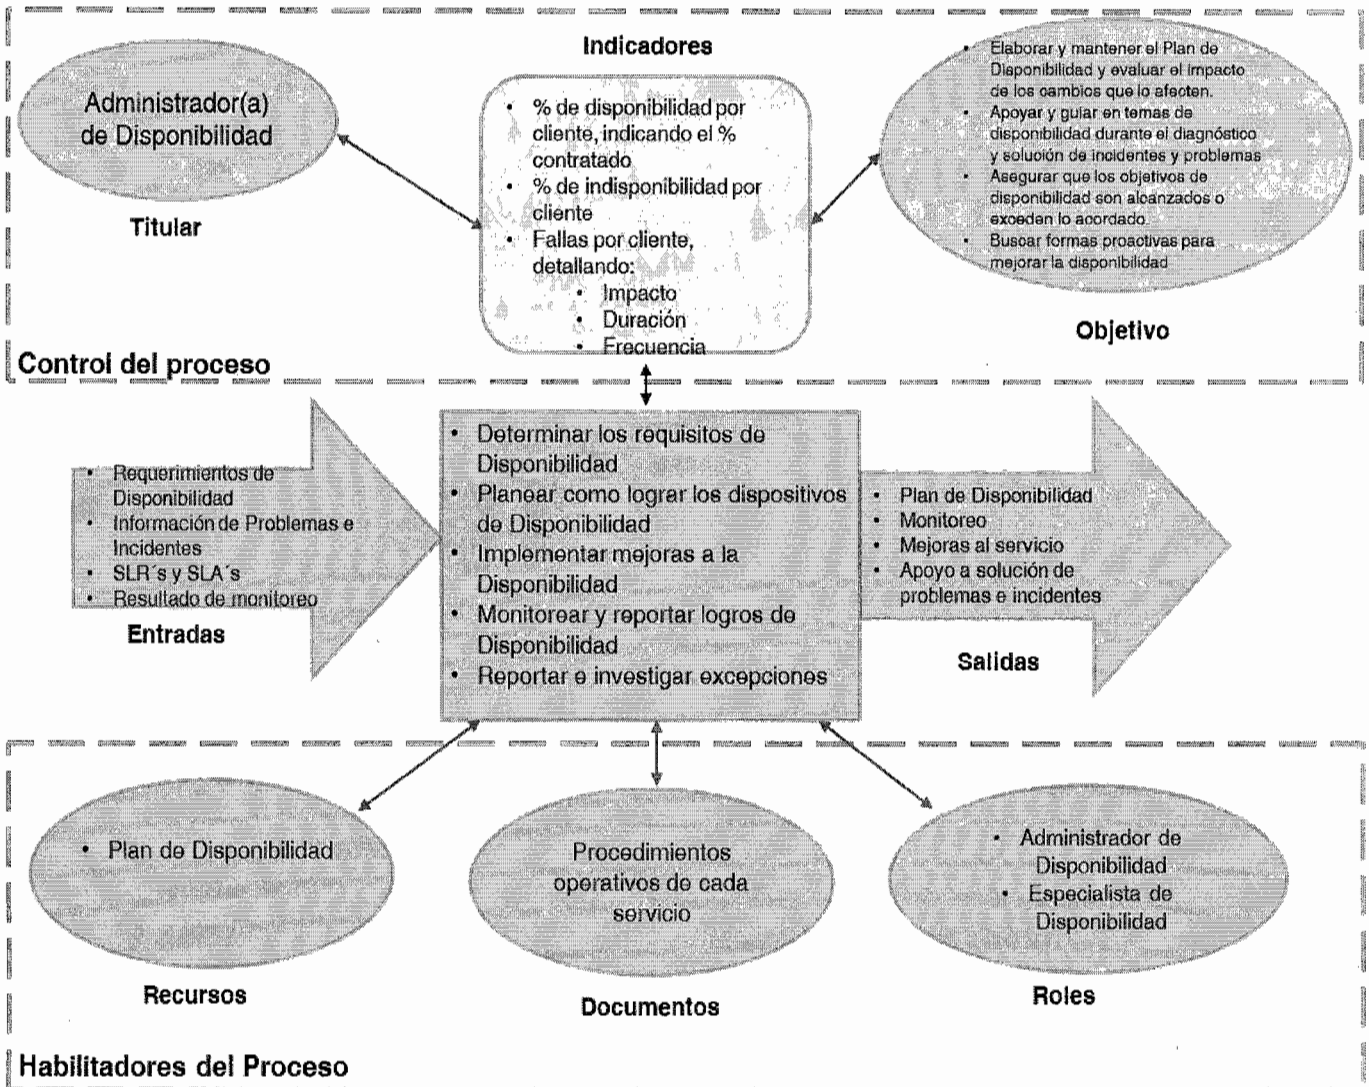 Indicadores
Administrador(a)
de Disponibilidad
Titular
• % de disponibilidad por
cliente, indicando el %
contratado
• % de indisponibilidad por
cliente
• Fallas por cliente,
detallando:
• Impacto
• Duración
• Frecuencia
• Elaborar y mantener el Plan de
Disponibilidad y evaluar el impacto
de los cambios que lo afecten.
• Apoyar y guiar en temas de
disponibilidad durante el diagnóstico
y solución de incidentes y problemas
• Asegurar que los objetivos de
disponibilidad son alcanzados o
exceden lo acordado.
• Buscar formas proactivas para
mejorar la disponibilidad
Objetivo
Control del proceso
• Requerimientos de
Disponibilidad
• Información de Problemas e
Incidentes
• SLR´s y SLA´s
• Resultado de monitoreo
Entradas
• Determinar los requisitos de
Disponibilidad
• Planear como lograr los dispositivos
de Disponibilidad
• Implementar mejoras a la
Disponibilidad
• Monitorear y reportar logros de
Disponibilidad
• Reportar e investigar excepciones
• Plan de Disponibilidad
• Monitoreo
• Mejoras al servicio
• Apoyo a solución de
problemas e incidentes
Salidas
• Plan de Disponibilidad
Recursos
Procedimientos
operativos de cada
servicio
Documentos
• Administrador de
Disponibilidad
• Especialista de
Disponibilidad
Roles
Habilitadores del Proceso